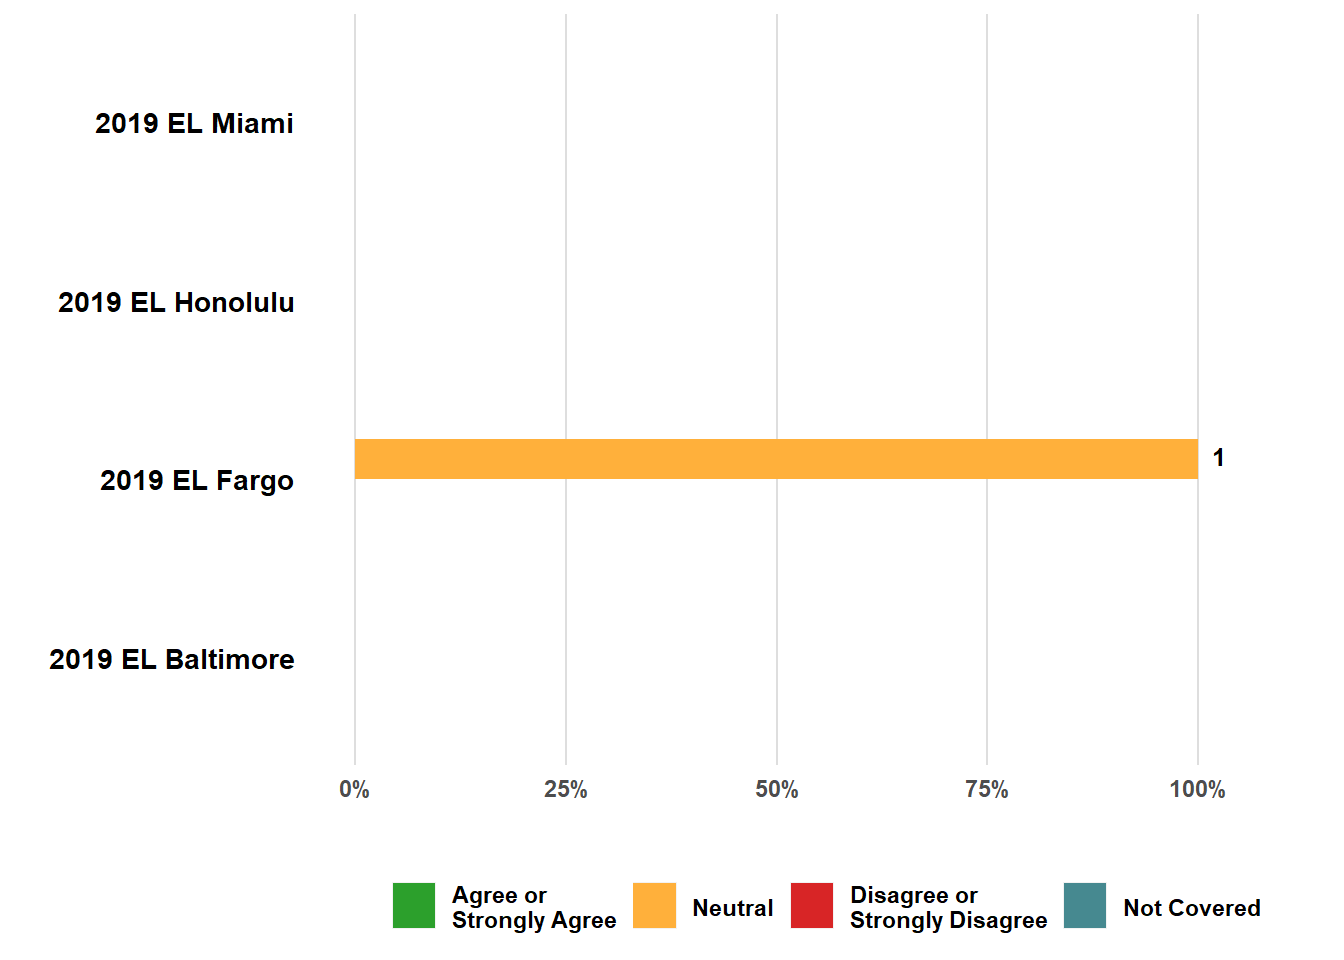 2019 EL Miami
2019 EL Honolulu
2019 EL Fargo
1
2019 EL Baltimore
0%
25%
50%
75%
100%
Agree or
Strongly Agree
Neutral
Disagree or
Strongly Disagree
Not Covered